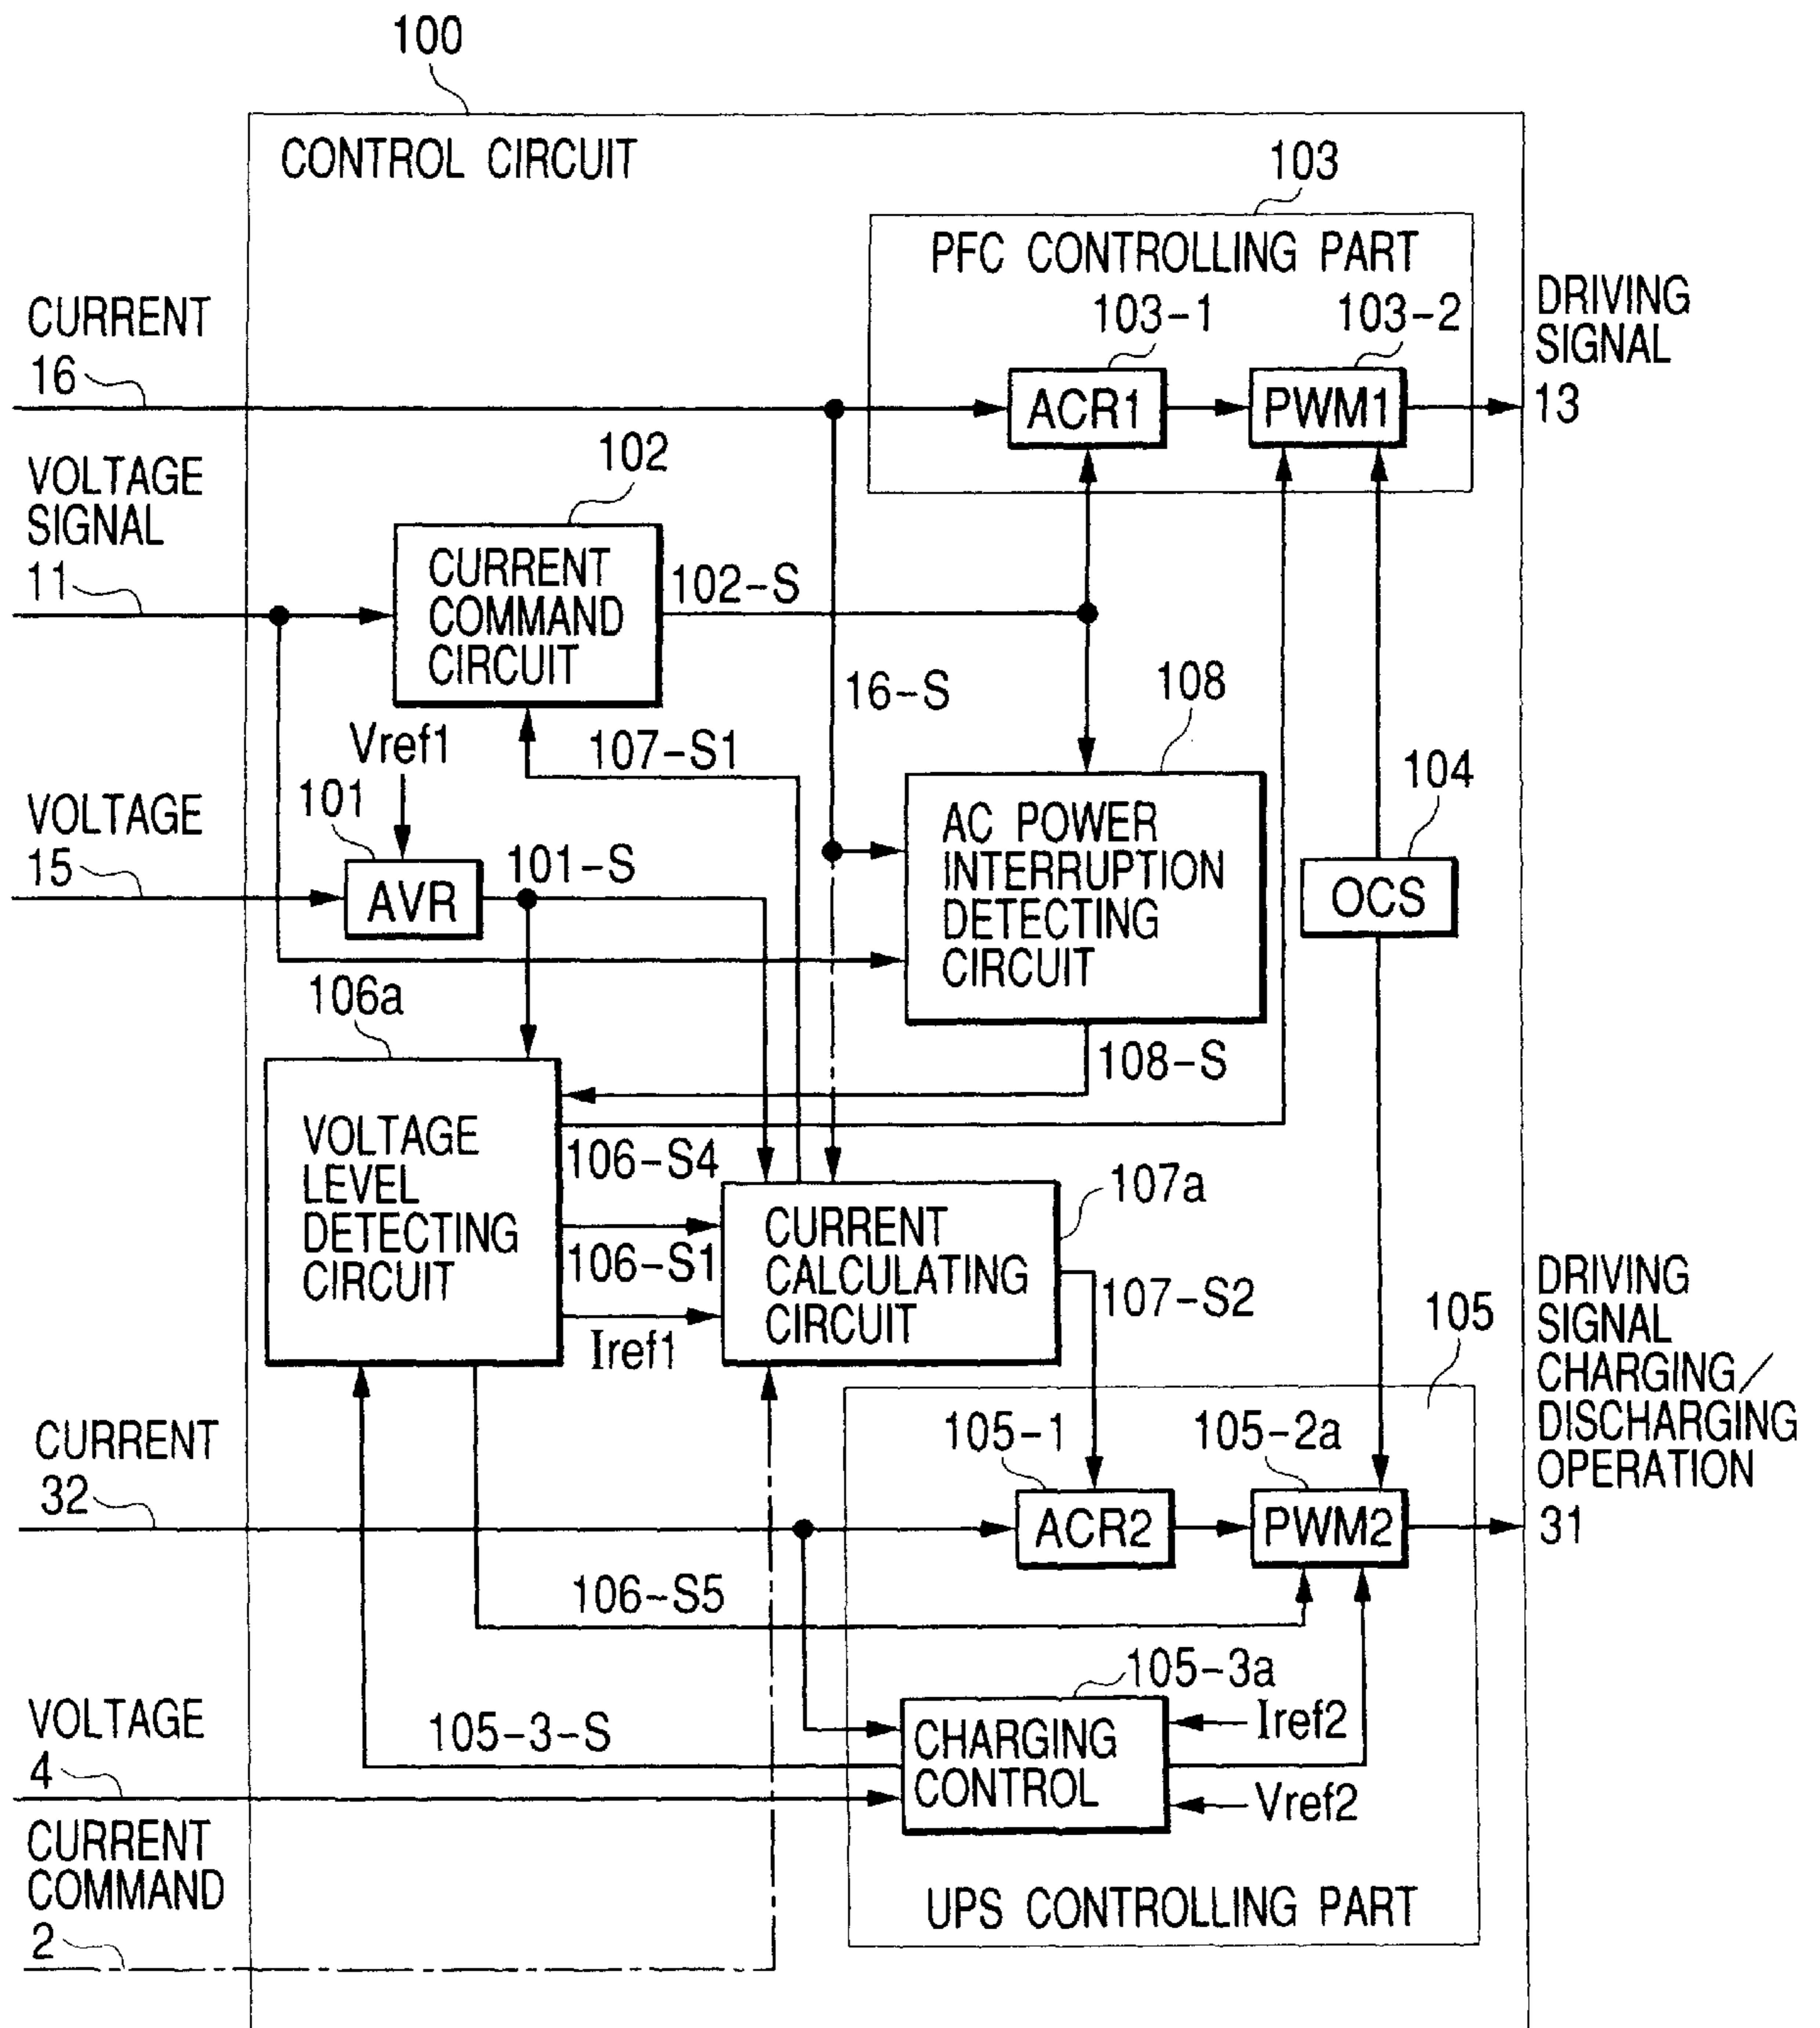 100
CONTROL CIRCUIT
103
PFC CONTROLLING PART
103-1
103-2
CURRENT
16
ACR1
PWM1
DRIVING
SIGNAL
13
VOLTAGE
SIGNAL
11
102
CURRENT
COMMAND
CIRCUIT
102-S
16-S
108
Vref1
107-S1
104
VOLTAGE
15
101
AVR
101-S
AC POWER
INTERRUPTION
DETECTING
CIRCUIT
OCS
106a
108-S
VOLTAGE
LEVEL
DETECTING
CIRCUIT
106-S4
106-S1
Iref1
107a
CURRENT
CALCULATING
CIRCUIT
107-S2
105
DRIVING
SIGNAL
CHARGING/
DISCHARGING
OPERATION
31
CURRENT
32
105-1
105-2a
ACR2
PWM2
106-S5
105-3a
VOLTAGE
4
105-3-S
CHARGING
CONTROL
Iref2
Vref2
CURRENT
COMMAND
2
UPS CONTROLLING PART